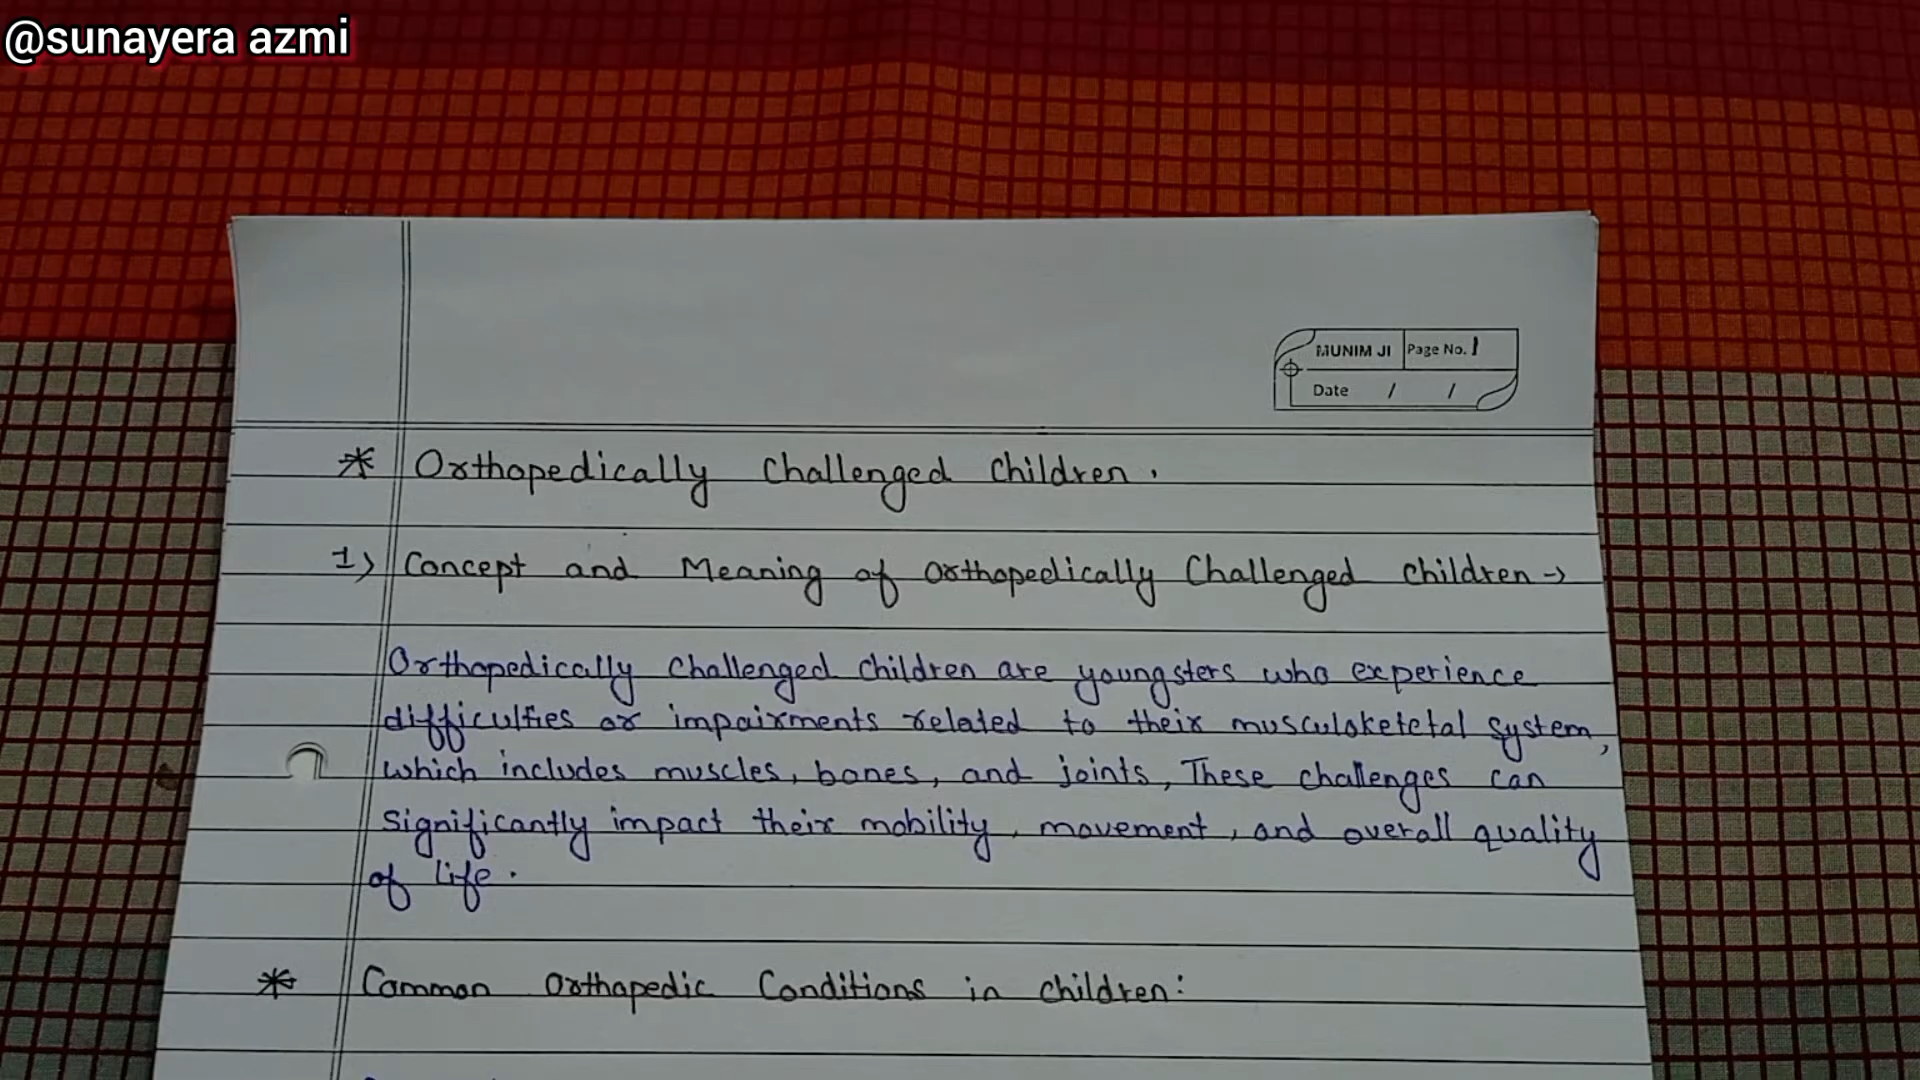 @sunayera azmi
MUNIM JI Page No. 1
Date / /
* Orthopedically Challenged Children.
1) Concept and Meaning of Orthopedically Challenged Children →
Orthopedically Challenged Children are youngsters who experience
difficulties or impairments related to their musculoketetal system,
which includes muscles, bones, and joints, These challenges can
significantly impact their mobility, movement, and overall quality
of life.
* Common Orthopedic Conditions in children: